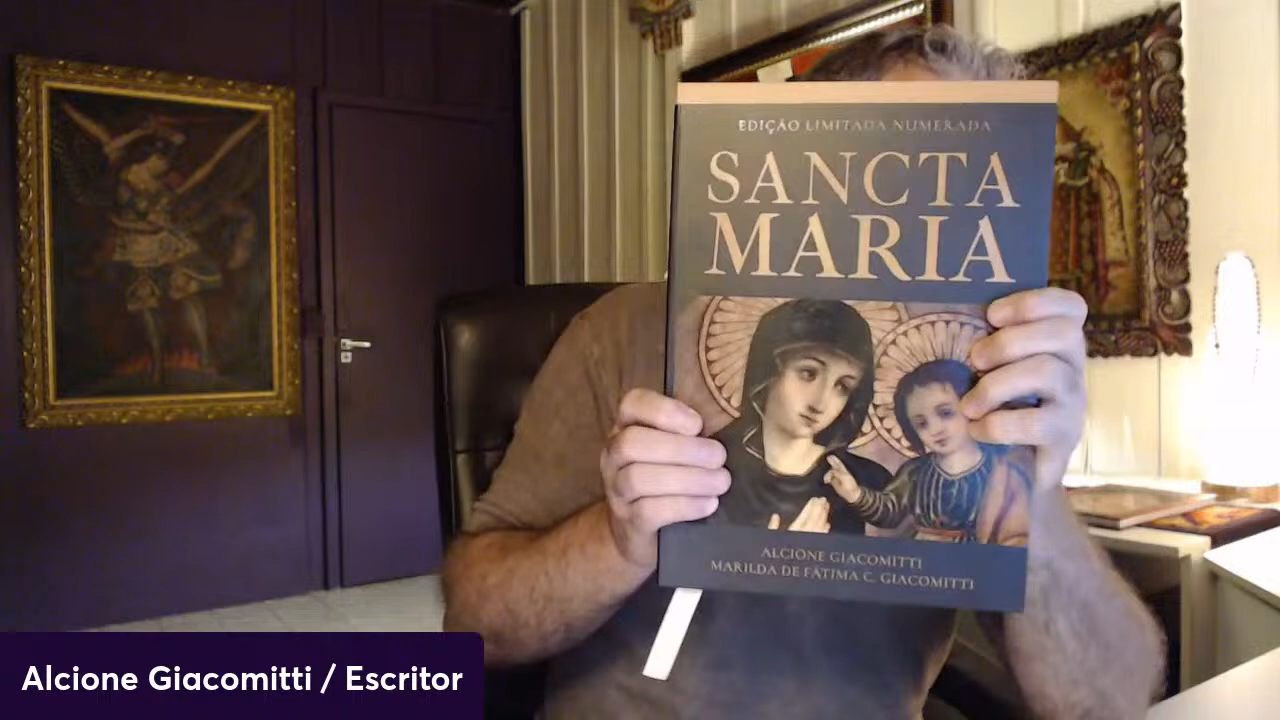 EDIÇÃO LIMITADA NUMERADA
SANCTA
MARIA
ALCIONE GIACOMITTI
MARILDA DE FÁTIMA C. GIACOMITTI
Alcione Giacomitti / Escritor